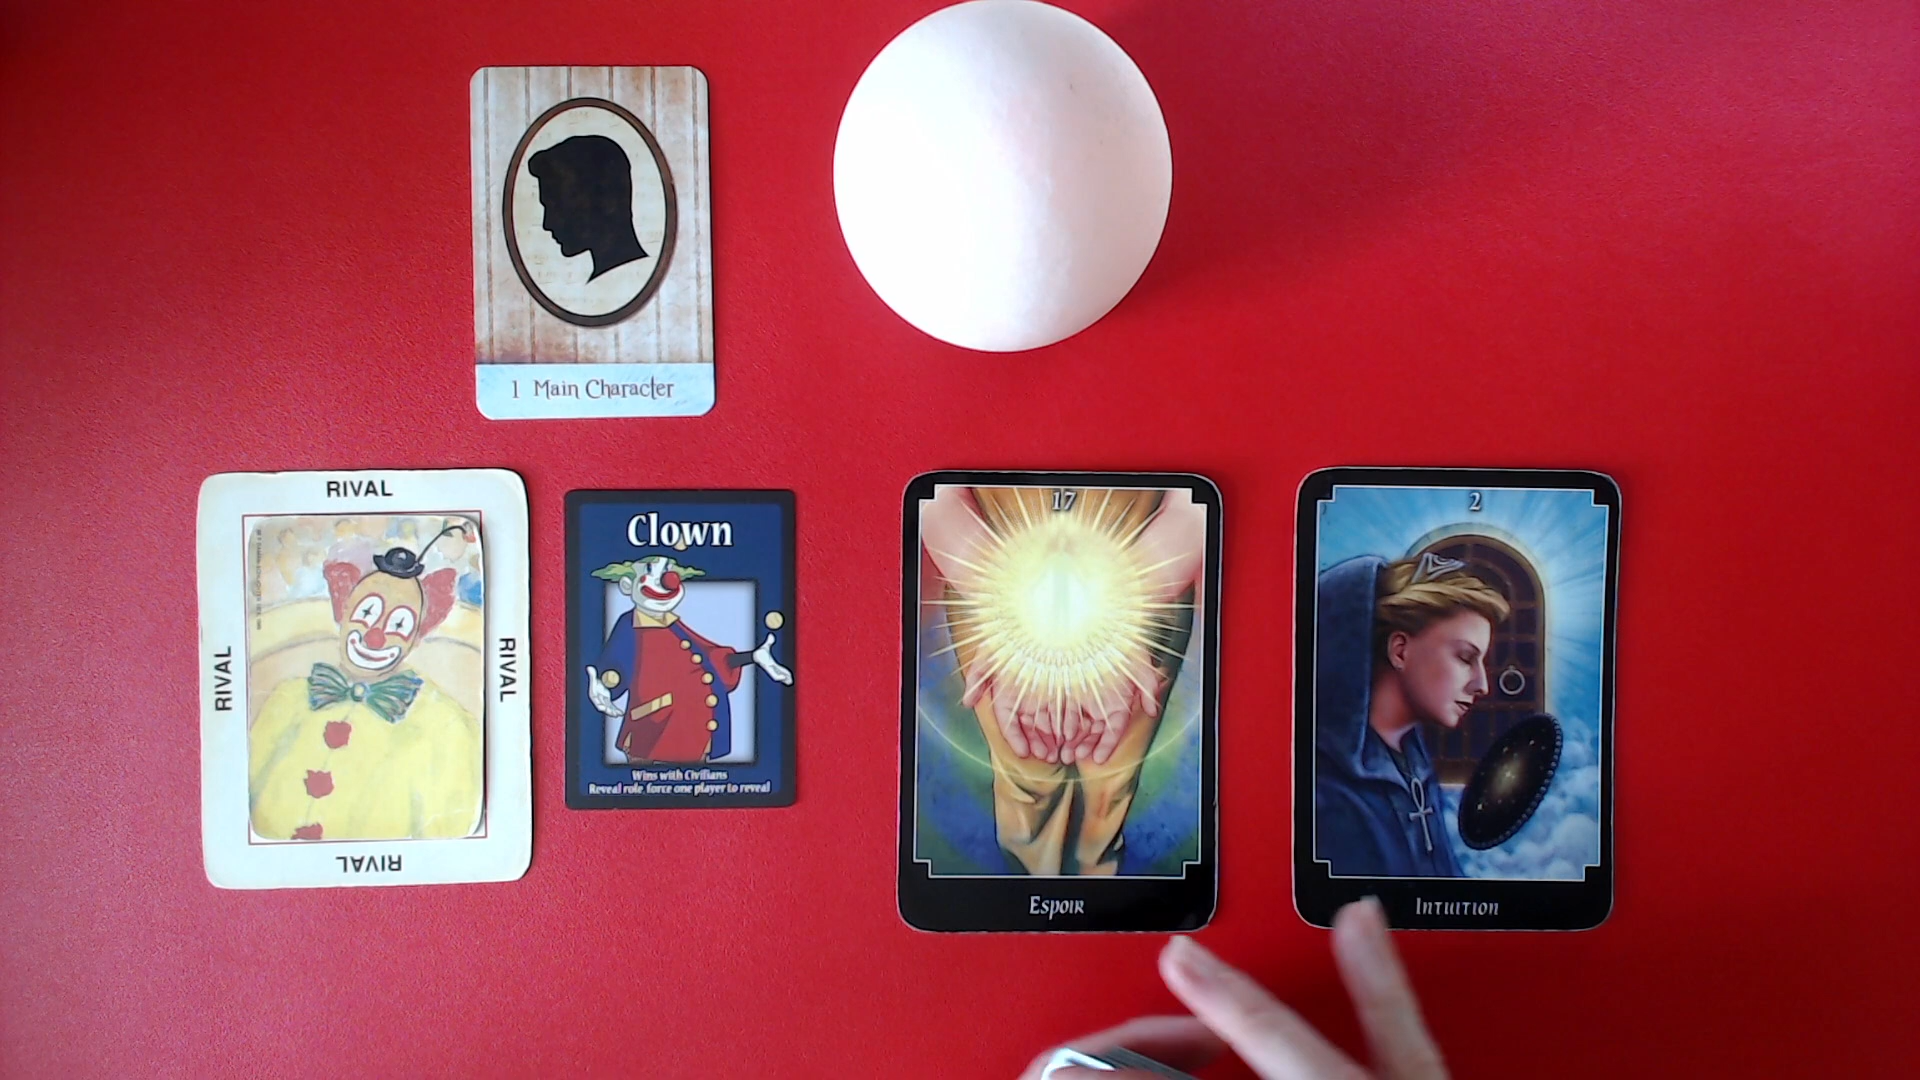 1 Main Character
RIVAL
RIVAL
RIVAL
RIVAL
Clown
Wins with Civilians
Reveal role, force one player to reveal
17
Espoir
2
Intuition